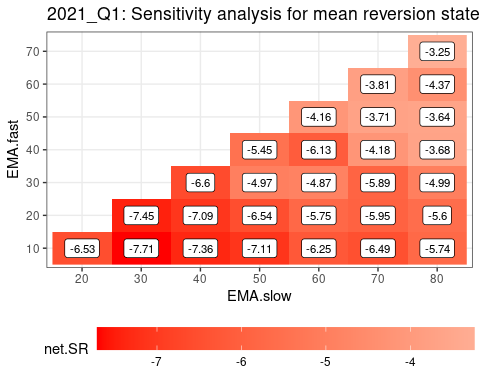 2021_Q1: Sensitivity analysis for mean reversion state
EMA.fast
70
-3.25
60
-3.81 -4.37
50
-4.16 -3.71 -3.64
40
-5.45 -6.13 -4.18 -3.68
30
-6.6 -4.97 -4.87 -5.89 -4.99
20
-7.45 -7.09 -6.54 -5.75 -5.95 -5.6
10
-6.53 -7.71 -7.36 -7.11 -6.25 -6.49 -5.74
20 30 40 50 60 70 80
EMA.slow
net.SR
-7 -6 -5 -4